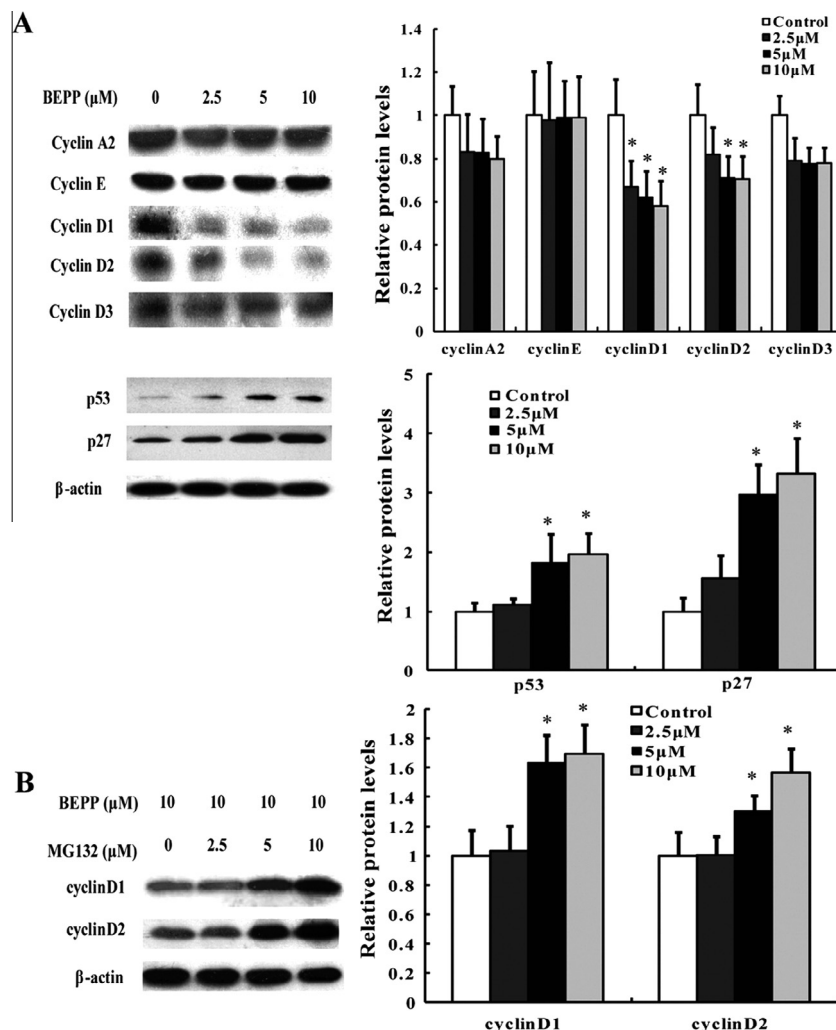 A
BEPP (μM) 0 2.5 5 10
Cyclin A2
Cyclin E
Cyclin D1
Cyclin D2
Cyclin D3
p53
p27
β-actin
Relative protein levels
1.4
1.2
1
0.8
0.6
0.4
0.2
0
Control
2.5μM
5μM
10μM
* * *
* *
cyclinA2 cyclinE cyclinD1 cyclinD2 cyclinD3
Relative protein levels
5
4
3
2
1
0
Control
2.5μM
5μM
10μM
* *
* *
p53 p27
B
BEPP (μM) 10 10 10 10
MG132 (μM) 0 2.5 5 10
cyclinD1
cyclinD2
β-actin
Relative protein levels
2
1.8
1.6
1.4
1.2
1
0.8
0.6
0.4
0.2
0
Control
2.5μM
5μM
10μM
* *
* *
cyclinD1 cyclinD2